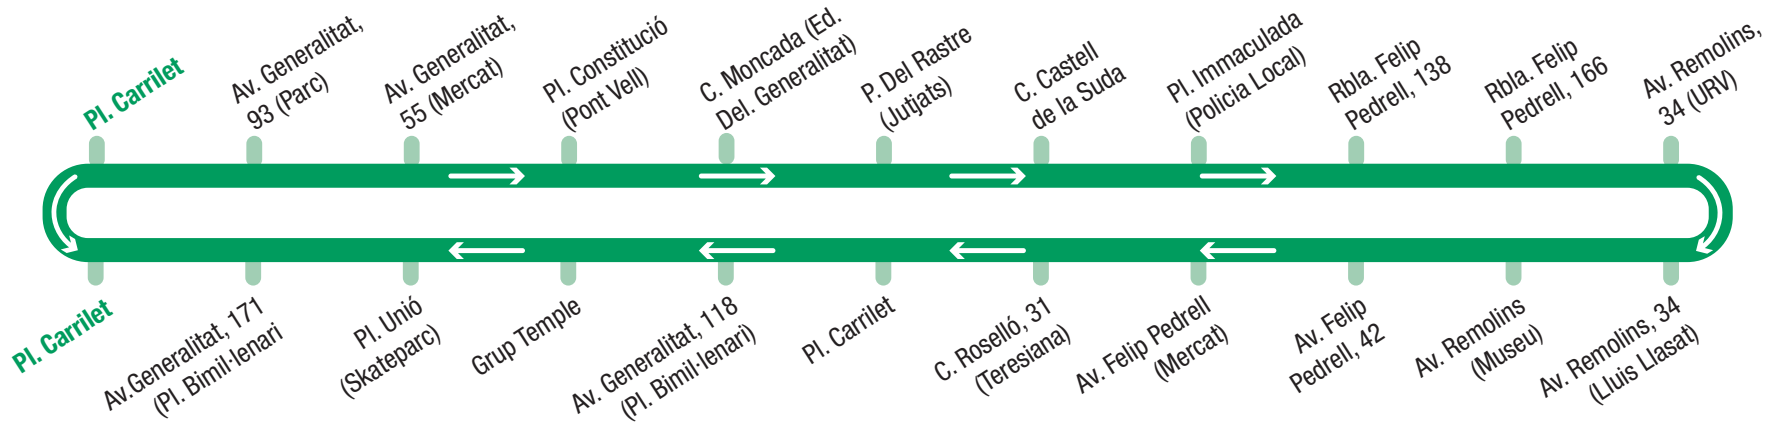 Pl. Carrilet
Av. Generalitat,
93 (Parc)
Av. Generalitat,
55 (Mercat)
Pl. Constitució
(Pont Vell)
C. Moncada (Ed.
Del. Generalitat)
P. Del Rastre
(Jutjats)
C. Castell
de la Suda
Pl. Immaculada
(Policia Local)
Rbla. Felip
Pedrell, 138
Rbla. Felip
Pedrell, 166
Av. Remolins,
34 (URV)
Pl. Carrilet
Av.Generalitat, 171
(Pl. Bimil·lenari
Pl. Unió
(Skateparc)
Grup Temple
Av. Generalitat, 118
(Pl. Bimil·lenari)
Pl. Carrilet
C. Roselló, 31
(Teresiana)
Av. Felip Pedrell
(Mercat)
Av. Felip
Pedrell, 42
Av. Remolins
(Museu)
Av. Remolins, 34
(Lluis Llasat)